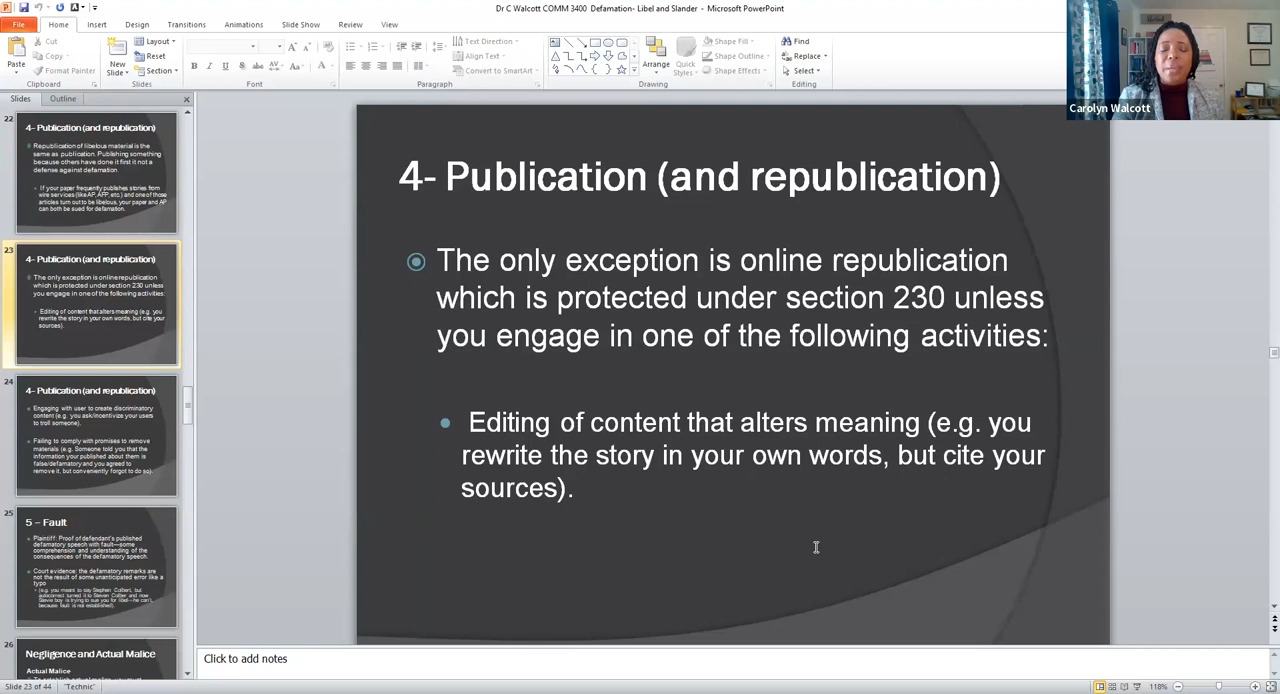 Dr C Walcott COMM 3400 Defamation- Libel and Slander - Microsoft PowerPoint
File Home Insert Design Transitions Animations Slide Show Review View
Cut
Copy
Format Painter
Paste
Clipboard
New
Slide
Layout
Reset
Section
Slides
Font
Text Direction
Align Text
Convert to SmartArt
Paragraph
Arrange
Quick
Styles
Shape Fill
Shape Outline
Shape Effects
Drawing
Find
Replace
Select
Editing
Carolyn Walcott
Slides Outline
22
4- Publication (and republication)
Republication of libelous material is the
same as publication. Publishing something
because others have done it first it not a
defense against defamation.
If your paper frequently publishes stories from
wire services (like AP, AFP, etc.) and one of those
articles turn out to be libelous, your paper and AP
can both be sued for defamation.
23
4- Publication (and republication)
The only exception is online republication
which is protected under section 230 unless
you engage in one of the following activities:
Editing of content that alters meaning (e.g. you
rewrite the story in your own words, but cite your
sources).
24
4- Publication (and republication)
Engaging with user to create discriminatory
content (e.g. you ask/incentivize your users
to troll someone).
Failing to comply with promises to remove
materials (e.g. Someone told you that the
information your published about them is
false/defamatory and you agreed to
remove it, but conveniently forgot to do so).
25
5 – Fault
Plaintiff: Proof of defendant's published
defamatory speech with fault—some
comprehension and understanding of the
consequences of the defamatory speech.
Court evidence: the defamatory remarks are
not the result of some unanticipated error like a
typo
(e.g. you meant to say Stephen Colbert, but
autocorrect turned it to Steven Colbert and now
is trying to sue you for libel—he can't,
because fault is not established).
26
Negligence and Actual Malice
Actual Malice
4- Publication (and republication)
The only exception is online republication
which is protected under section 230 unless
you engage in one of the following activities:
Editing of content that alters meaning (e.g. you
rewrite the story in your own words, but cite your
sources).
Click to add notes
Slide 23 of 44 "Technic" 118%